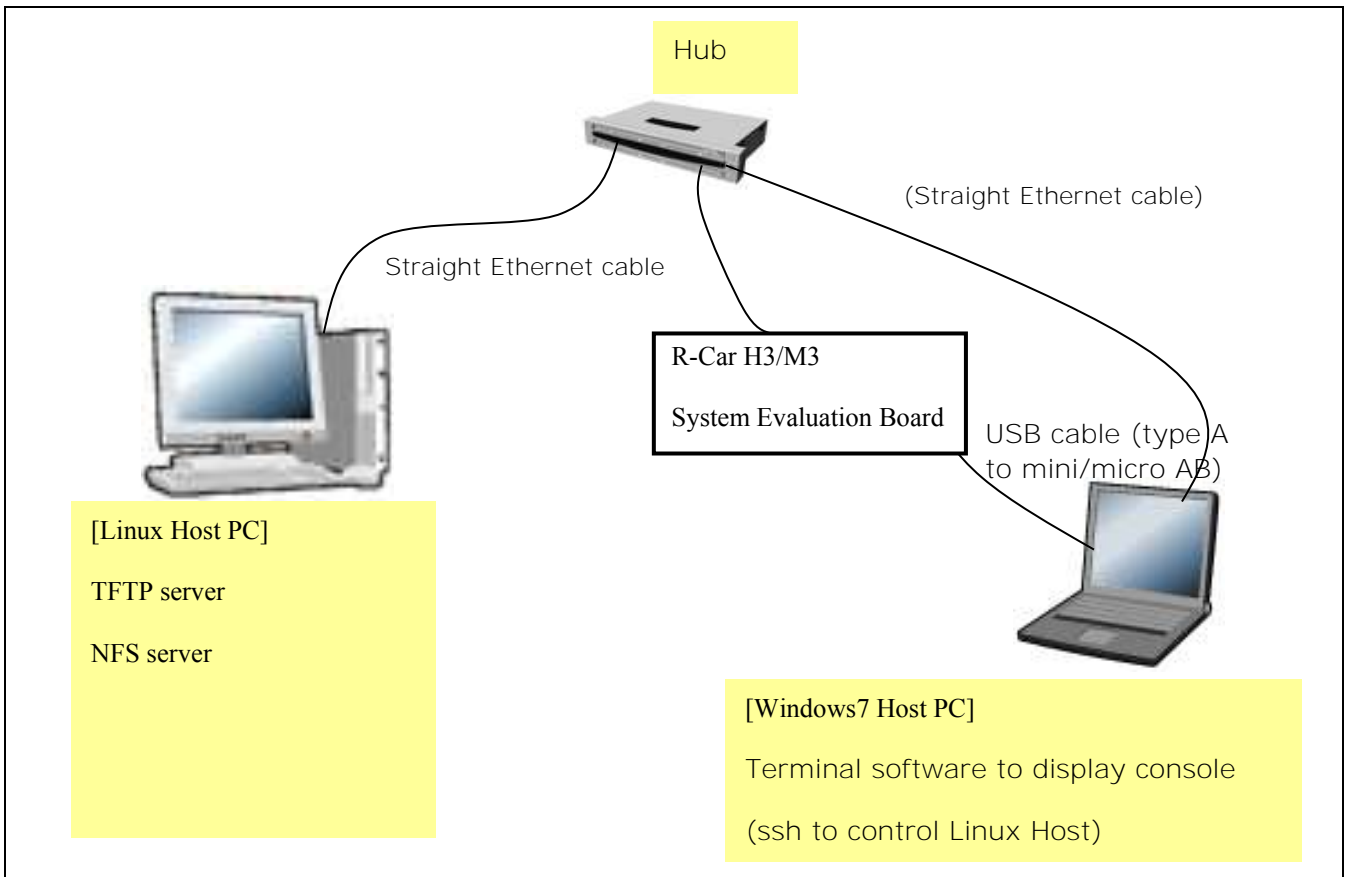 Hub
(Straight Ethernet cable)
Straight Ethernet cable
R-Car H3/M3
System Evaluation Board
USB cable (type A
to mini/micro AB)
[Linux Host PC]
TFTP server
NFS server
[Windows7 Host PC]
Terminal software to display console
(ssh to control Linux Host)